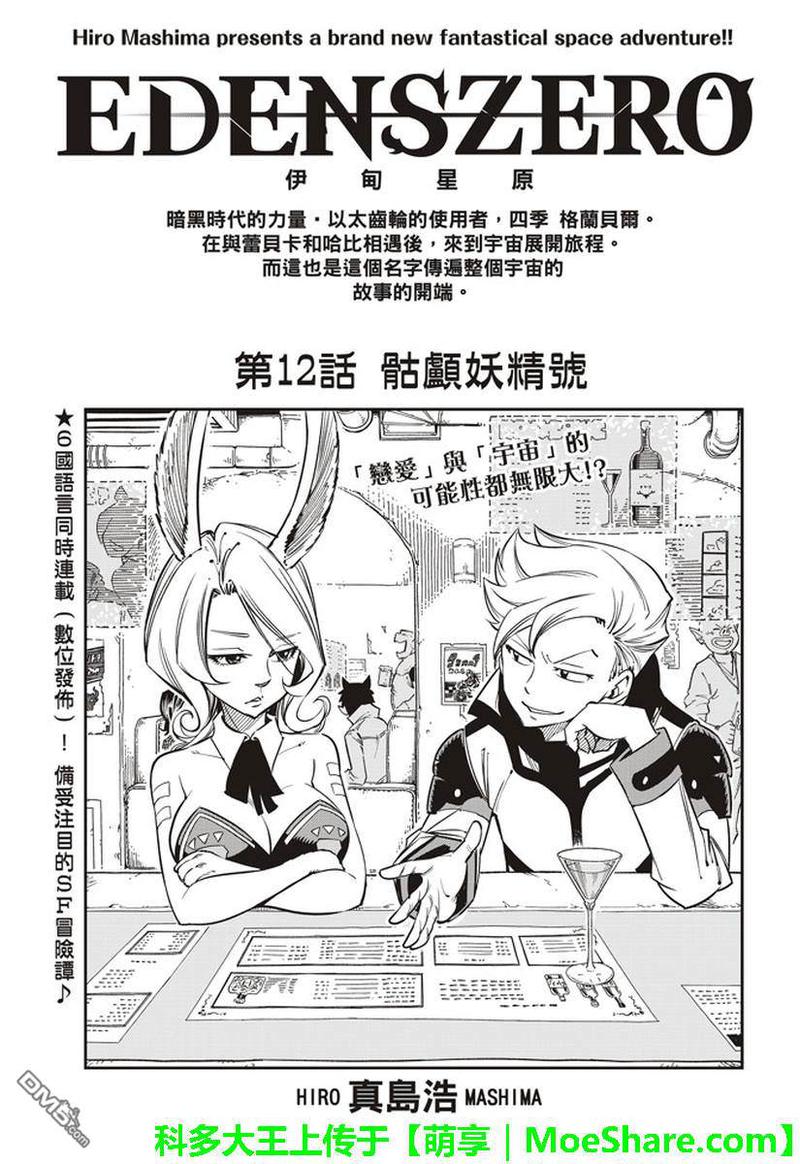 Hiro Mashima presents a brand new fantastical space adventure!!
EDENSZERO
伊甸星原
暗黑時代的力量・以太齒輪的使用者，四季 格蘭貝爾。
在與蕾貝卡和哈比相遇後，來到宇宙展開旅程。
而這也是這個名字傳遍整個宇宙的
故事的開端。
第12話 骷顱妖精號
★6國語言同時連載（數位發佈）！ 備受注目的SF冒險譚♪
「戀愛」與「宇宙」的
可能性都無限大!?
HIRO 真島浩 MASHIMA
DM5.com
科多大王上传于【萌享｜MoeShare.com】